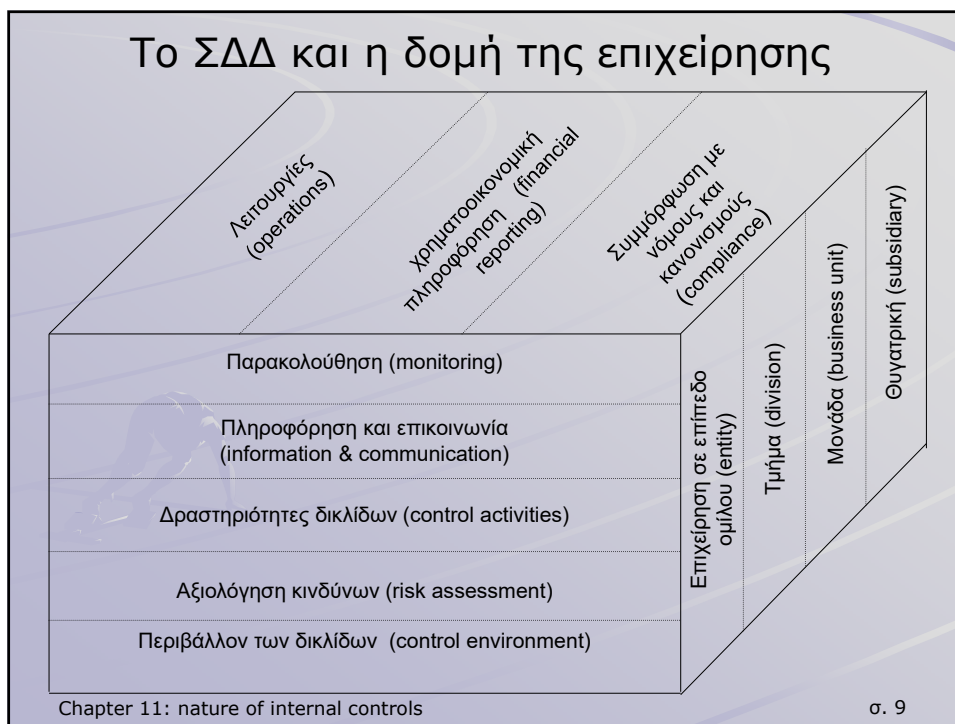 Το ΣΔΔ και η δομή της επιχείρησης
Λειτουργίες
(operations)
χρηματοοικονομική
πληροφόρηση (financial
reporting)
Συμμόρφωση με
νόμους και
κανονισμούς
(compliance)
Παρακολούθηση (monitoring)
Πληροφόρηση και επικοινωνία
(information & communication)
Δραστηριότητες δικλίδων (control activities)
Αξιολόγηση κινδύνων (risk assessment)
Περιβάλλον των δικλίδων (control environment)
Επιχείρηση σε επίπεδο
ομίλου (entity)
Τμήμα (division)
Μονάδα (business unit)
Θυγατρική (subsidiary)
Chapter 11: nature of internal controls
σ. 9